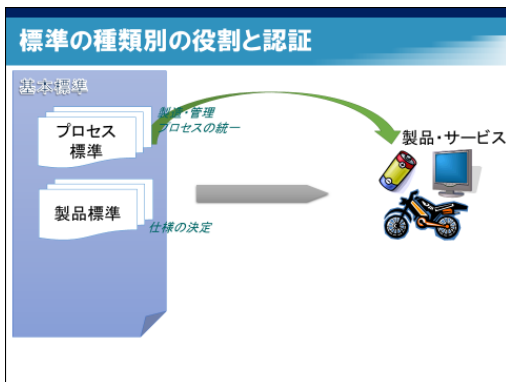 標準の種類別の役割と認証
基本標準
製造・管理
プロセスの統一
プロセス
標準
製品・サービス
製品標準
仕様の決定